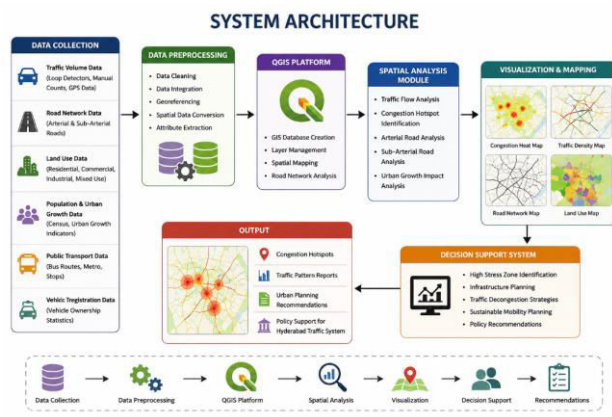 SYSTEM ARCHITECTURE
DATA COLLECTION
Traffic Volume Data
(Loop Detectors, Manual
Counts, GPS Data)
Road Network Data
(Arterial & Sub-Arterial
Roads)
Land Use Data
(Residential, Commercial,
Industrial, Mixed Use)
Population & Urban
Growth Data
(Census, Urban Growth
Indicators)
Public Transport Data
(Bus Routes, Metro,
Stops)
Vehic Tregistration Data
(Vehicle Ownership
Statistics)
DATA PREPROCESSING
• Data Cleaning
• Data Integration
• Georeferencing
• Spatial Data Conversion
• Attribute Extraction
QGIS PLATFORM
• GIS Database Creation
• Layer Management
• Spatial Mapping
• Road Network Analysis
SPATIAL ANALYSIS
MODULE
• Traffic Flow Analysis
• Congestion Hotspot
Identification
• Arterial Road Analysis
• Sub-Arterial Road
Analysis
• Urban Growth Impact
Analysis
VISUALIZATION & MAPPING
Congestion Heat Map
Traffic Density Map
Road Network Map
Land Use Map
OUTPUT
Congestion Hotspots
Traffic Pattern Reports
Urban Planning
Recommendations
Policy Support for
Hyderabad Traffic System
DECISION SUPPORT SYSTEM
• High Stress Zone Identification
• Infrastructure Planning
• Traffic Decongestion Strategies
• Sustainable Mobility Planning
• Policy Recommendations
Data Collection
Data Preprocessing
QGIS Platform
Spatial Analysis
Visualization
Decision Support
Recommendations